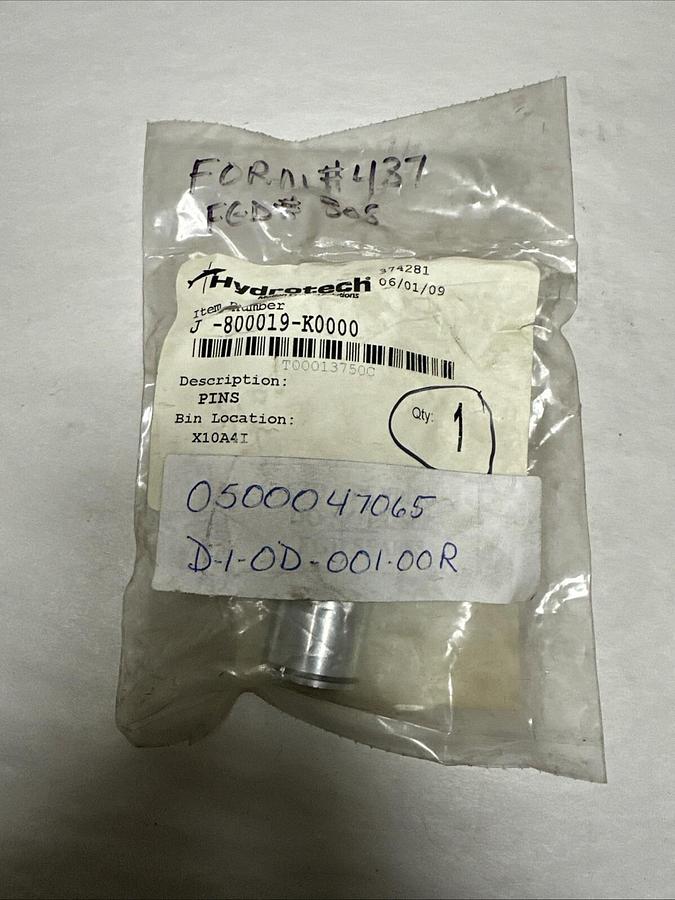 FORM #437
FGD# 305
Hydrotech
374281
06/01/09
Item Number
J -800019-K0000
T00013750C
Description:
PINS
Bin Location:
X10A4I
Qty: 1
0500047065
D-1-OD-001-00R